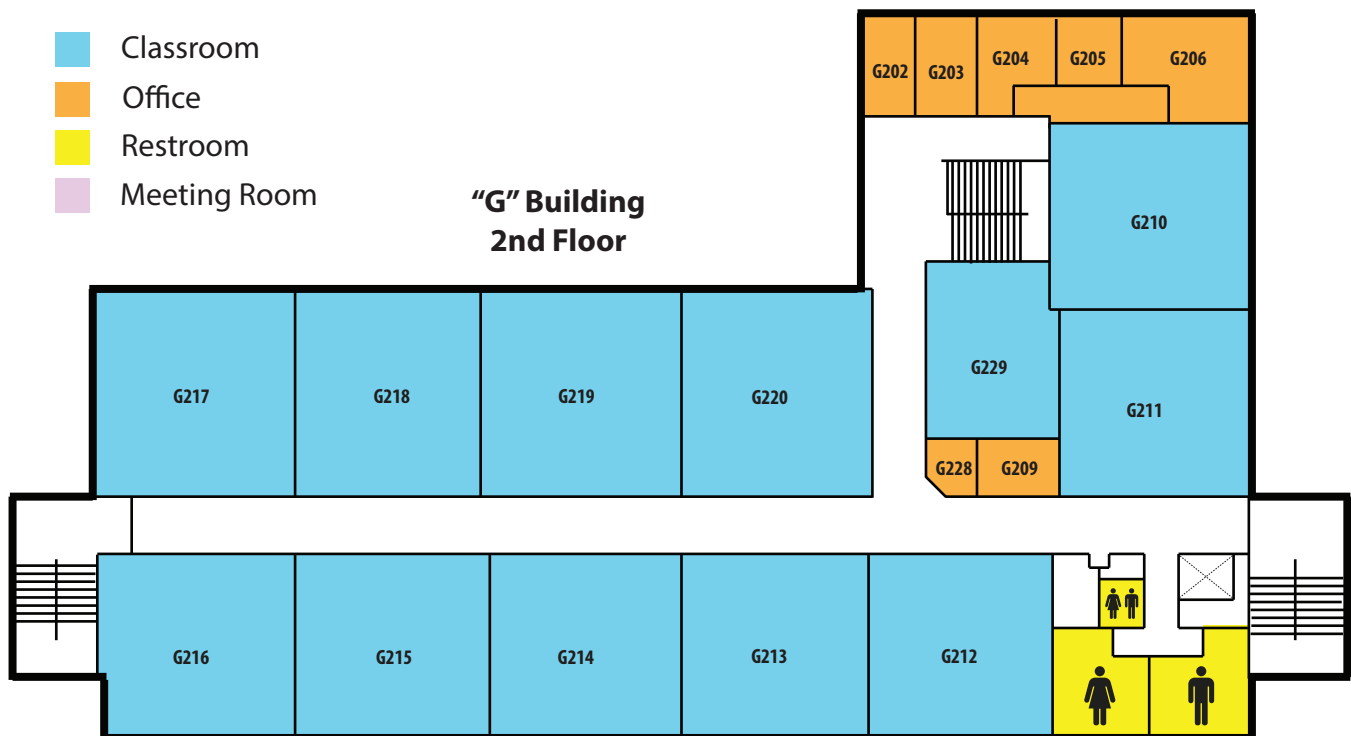 Classroom
Office
Restroom
Meeting Room
“G” Building
2nd Floor
G202
G203
G204
G205
G206
G210
G217
G218
G219
G220
G229
G211
G228
G209
G216
G215
G214
G213
G212